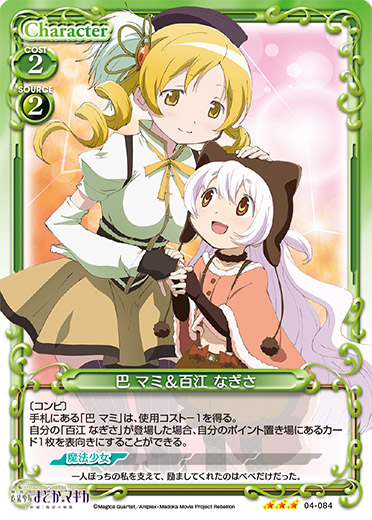 Character
COST
2
SOURCE
2
巴 マミ&百江 なぎさ
〔コンビ〕
手札にある「巴 マミ」は、使用コスト-1を得る。
自分の「百江 なぎさ」が登場した場合、自分のポイント置き場にあるカ
ード1枚を表向きにすることができる。
魔法少女
一人ぼっちの私を支えて、励ましてくれたのはべべだけだった。
まどか☆マギカ
©Magica Quartet/Aniplex・Madoka Movie Project Rebellion
★★★ 04-084